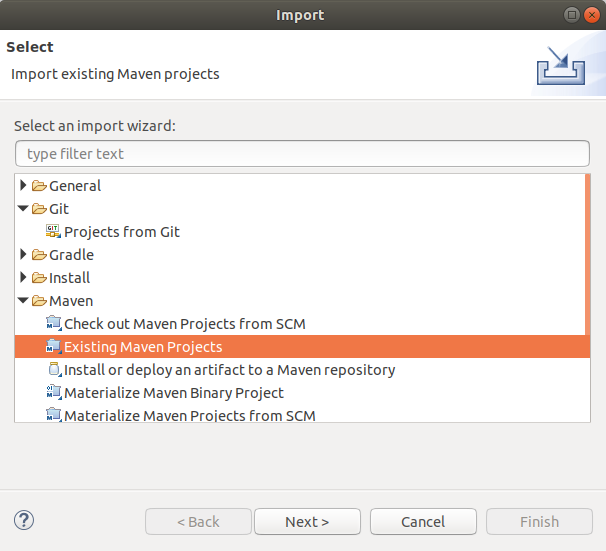 Import
Select
Import existing Maven projects
Select an import wizard:
type filter text
General
Git
Projects from Git
Gradle
Install
Maven
Check out Maven Projects from SCM
Existing Maven Projects
Install or deploy an artifact to a Maven repository
Materialize Maven Binary Project
Materialize Maven Projects from SCM
< Back Next > Cancel Finish